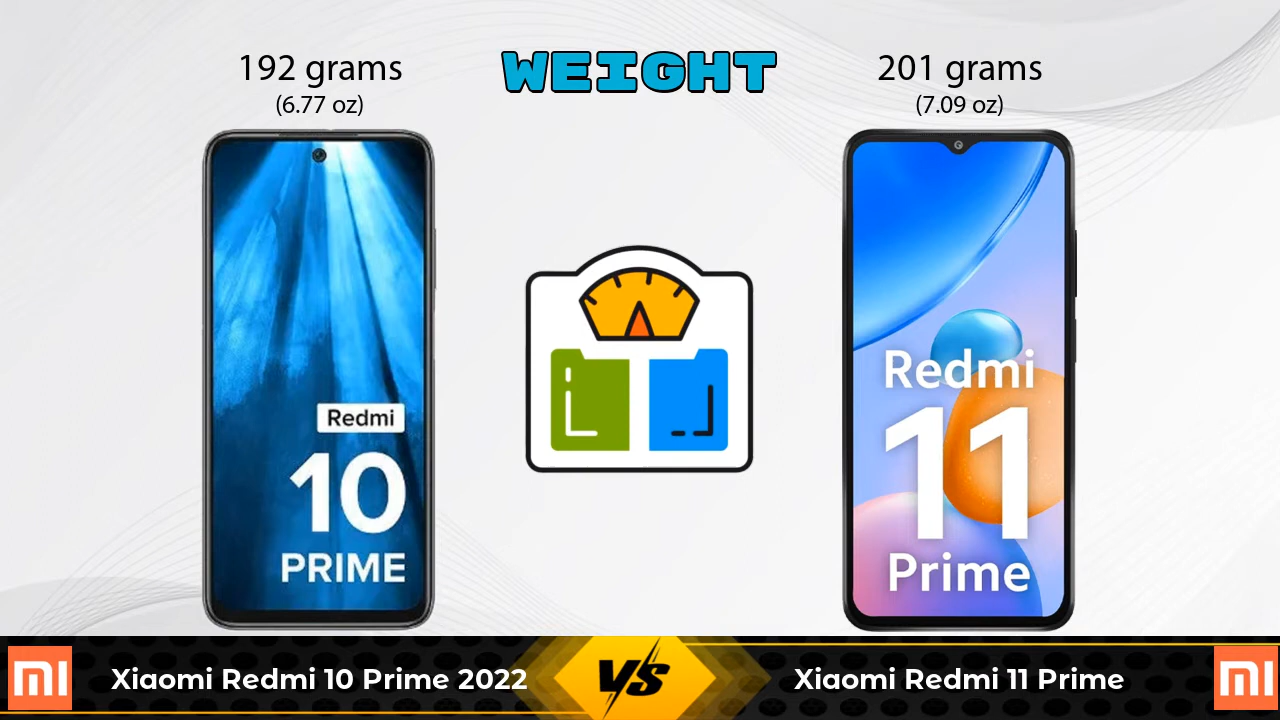 192 grams
(6.77 oz)
WEIGHT
201 grams
(7.09 oz)
Redmi
10
PRIME
Redmi
11
Prime
mi
Xiaomi Redmi 10 Prime 2022
VS
Xiaomi Redmi 11 Prime
mi